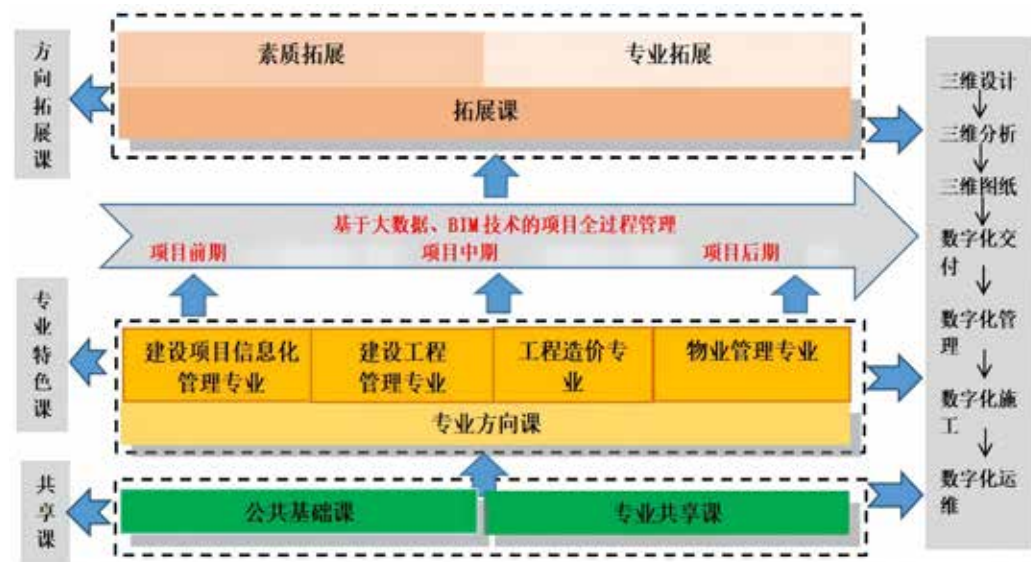 方
向
拓
展
课
素质拓展
专业拓展
拓展课
基于大数据、BIM 技术的项目全过程管理
项目前期
项目中期
项目后期
专
业
特
色
课
建设项目信息化
管理专业
建设工程
管理专业
工程造价专
业
物业管理专业
专业方向课
共
享
课
公共基础课
专业共享课
三维设计
三维分析
三维图纸
数字化交
付
数字化管
理
数字化施
工
数字化运
维